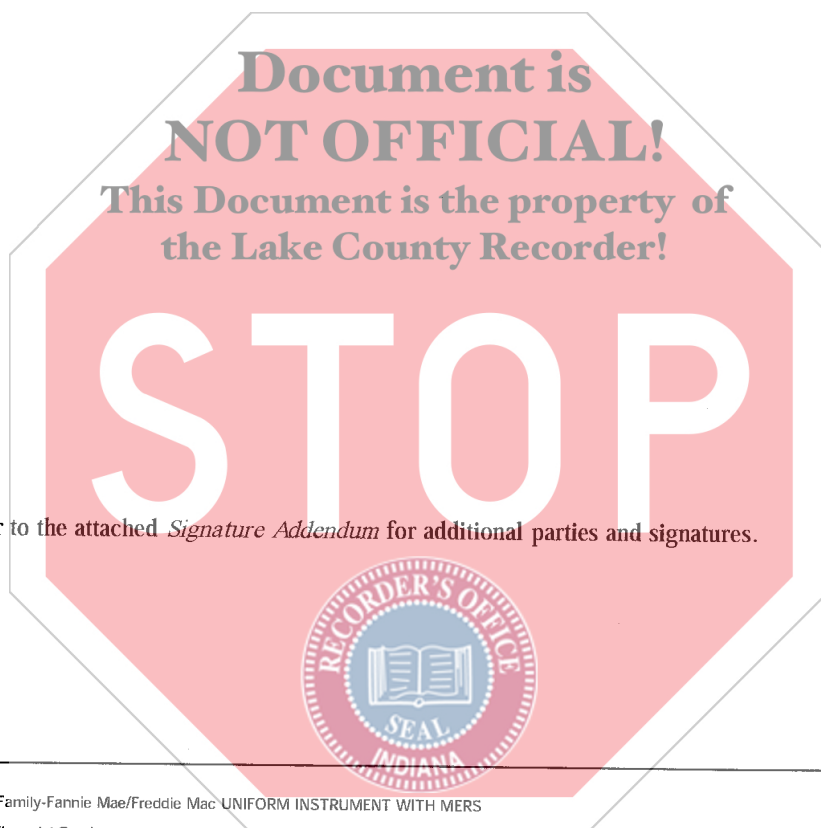 Document is
NOT OFFICIAL!
This Document is the property of
the Lake County Recorder!
STOP
to the attached Signature Addendum for additional parties and signatures.
RECORDER'S OFFICE
SEAL
INDIANA
Family-Fannie Mae/Freddie Mac UNIFORM INSTRUMENT WITH MERS